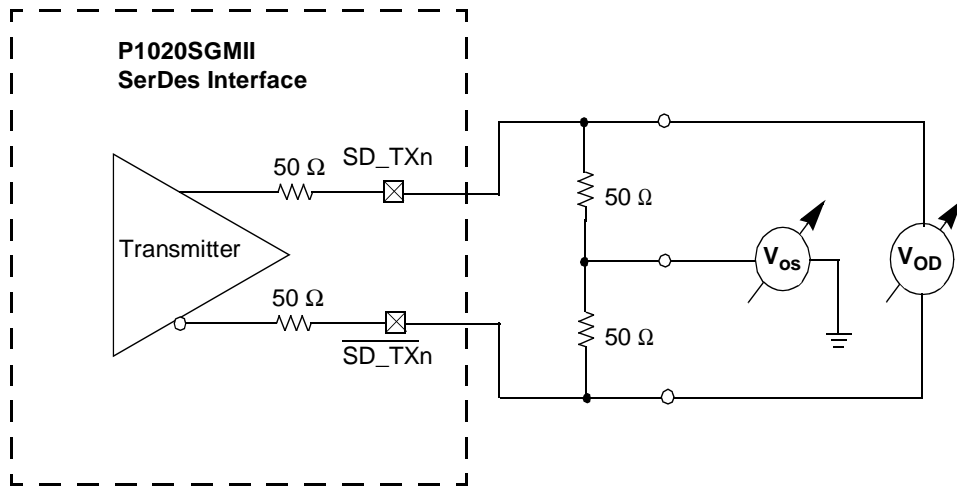 P1020SGMII
SerDes Interface
50 Ω
SD_TXn
50 Ω
Transmitter
Vos
VOD
50 Ω
50 Ω
SD_TXn